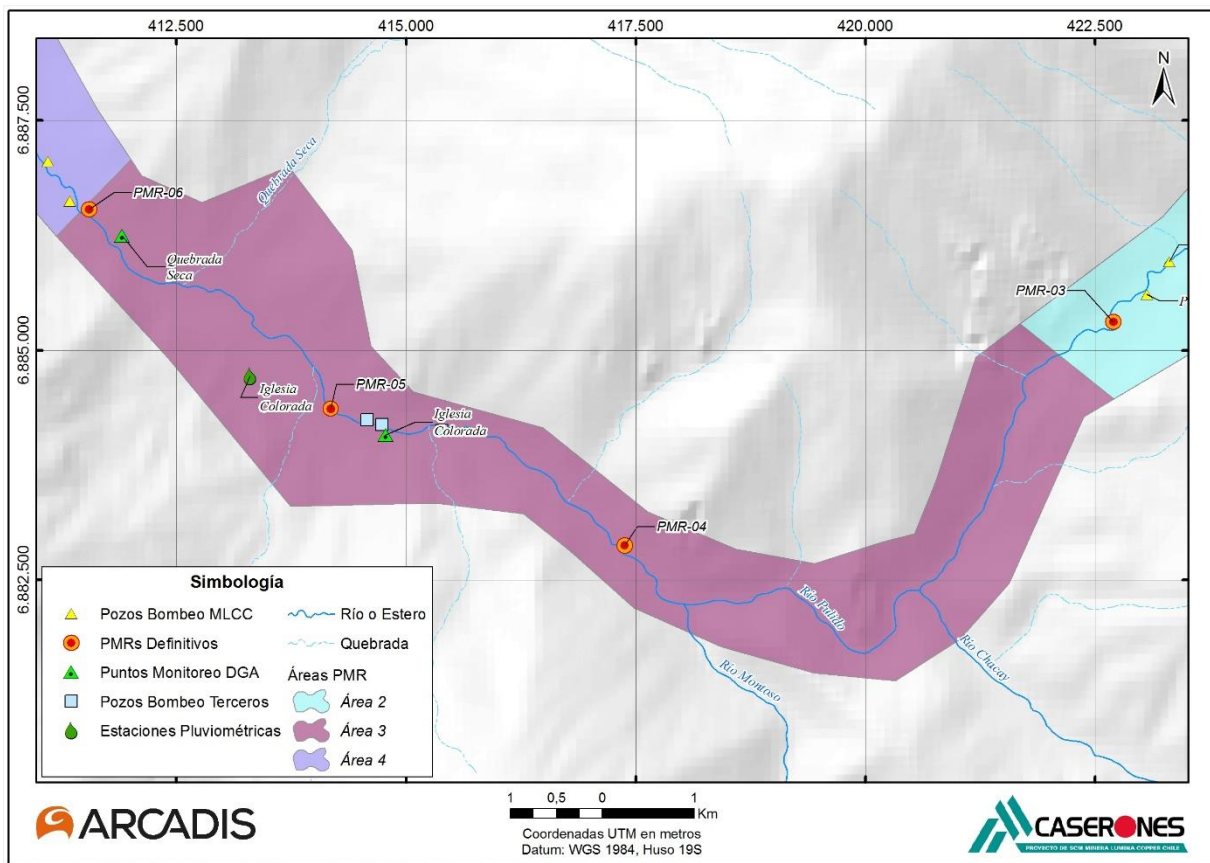 412.500 415.000 417.500 420.000 422.500
N
6.887.500
6.885.000
6.882.500
Quebrada Seca
PMR-06
Quebrada
Seca
PMR-03
P
Iglesia
Colorada
PMR-05
Iglesia
Colorada
PMR-04
Río Pulido
Río Montoso
Río Chacay
Simbología
Pozos Bombeo MLCC
PMRs Definitivos
Puntos Monitoreo DGA
Pozos Bombeo Terceros
Estaciones Pluviométricas
Río o Estero
Quebrada
Áreas PMR
Área 2
Área 3
Área 4
ARCADIS
1 0,5 0 1
Km
Coordenadas UTM en metros
Datum: WGS 1984, Huso 19S
CASERONES
PROYECTO DE SCM MINERA LUMINA COPPER CHILE